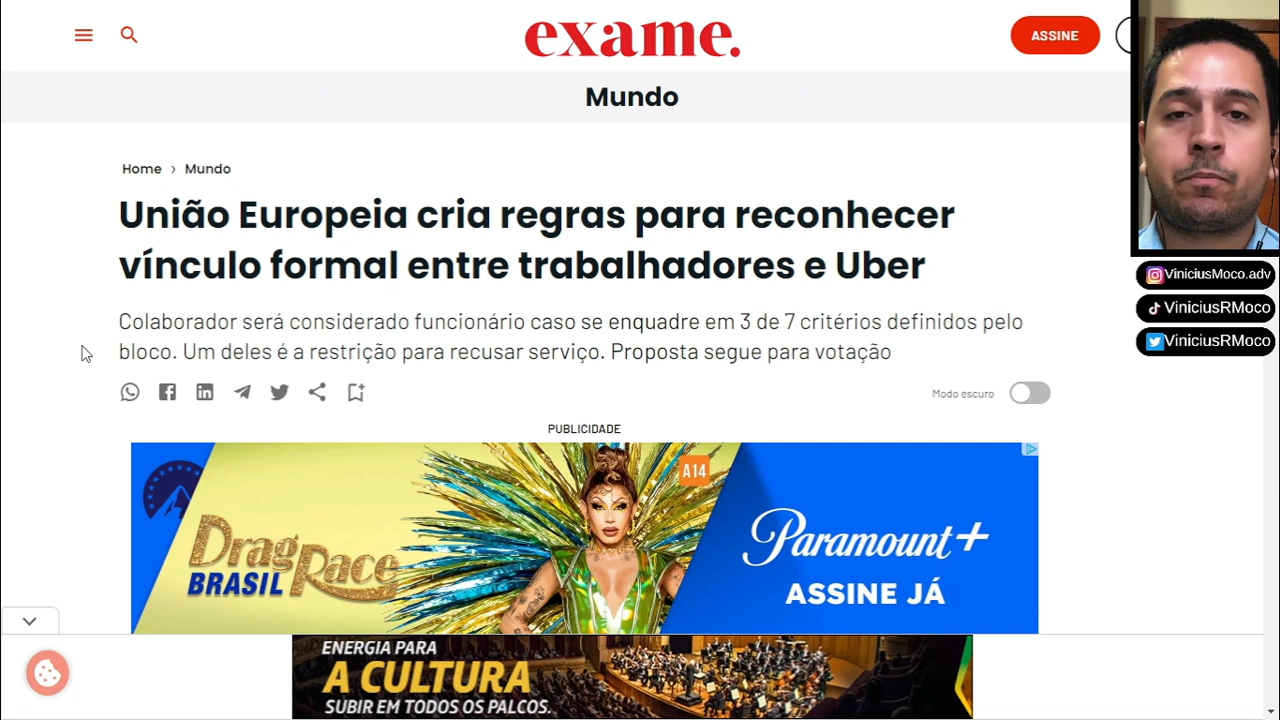 exame.
ASSINE
Mundo
Home › Mundo
União Europeia cria regras para reconhecer
vínculo formal entre trabalhadores e Uber
Colaborador será considerado funcionário caso se enquadre em 3 de 7 critérios definidos pelo
bloco. Um deles é a restrição para recusar serviço. Proposta segue para votação
Modo escuro
PUBLICIDADE
A14
Drag Race
BRASIL
Paramount+
ASSINE JÁ
ENERGIA PARA
A CULTURA
SUBIR EM TODOS OS PALCOS.
ViniciusMoco.adv
ViniciusRMoco
ViniciusRMoco